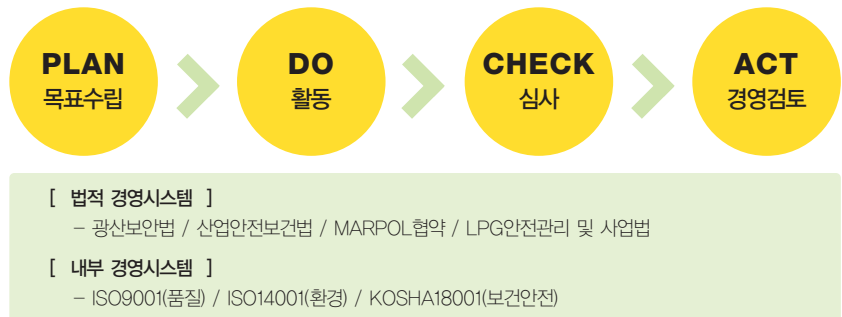 PLAN
목표수립
DO
활동
CHECK
심사
ACT
경영검토
[ 법적 경영시스템 ]
– 광산보안법 / 산업안전보건법 / MARPOL협약 / LPG안전관리 및 사업법
[ 내부 경영시스템 ]
– ISO9001(품질) / ISO14001(환경) / KOSHA18001(보건안전)